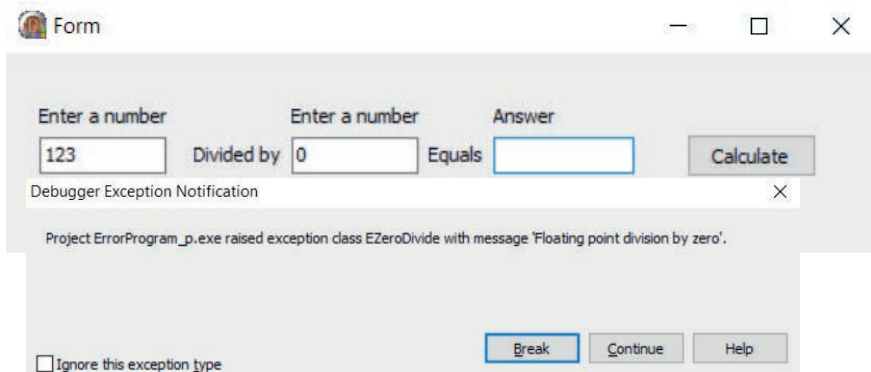 Form
Enter a number Enter a number Answer
123 Divided by 0 Equals Calculate
Debugger Exception Notification
Project ErrorProgram_p.exe raised exception class EZeroDivide with message 'Floating point division by zero'.
Break Continue Help
Ignore this exception type